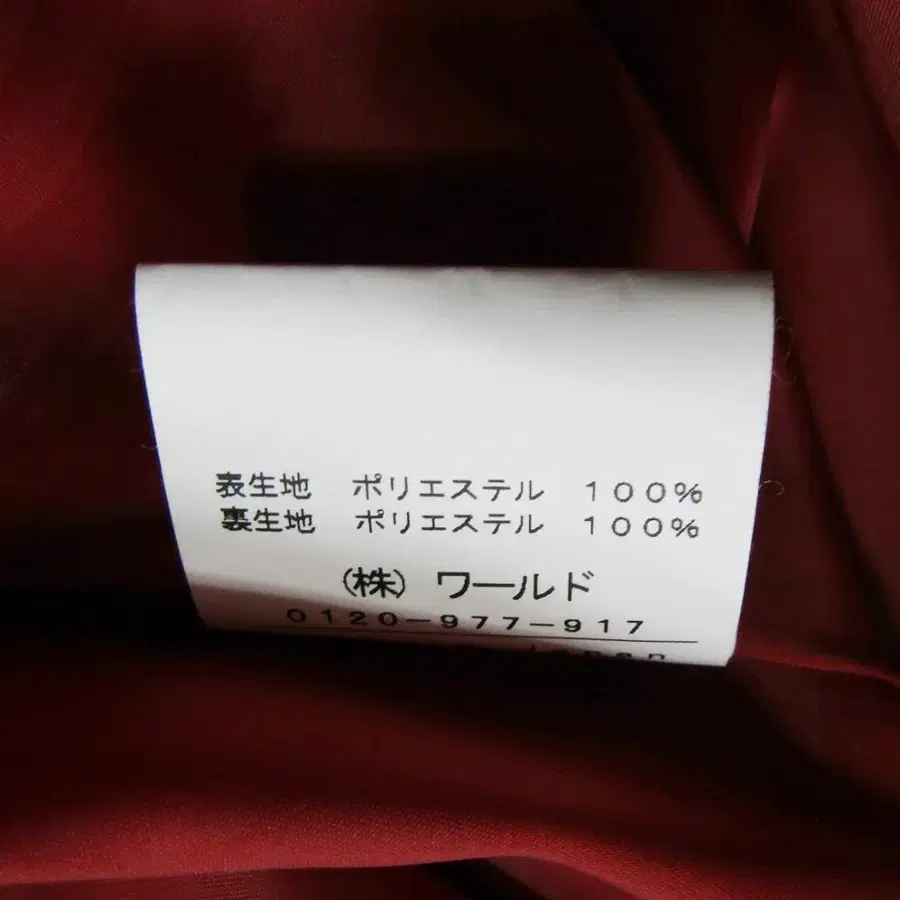 表生地 ポリエステル 100%
裏生地 ポリエステル 100%
(株) ワールド
0120-977-917